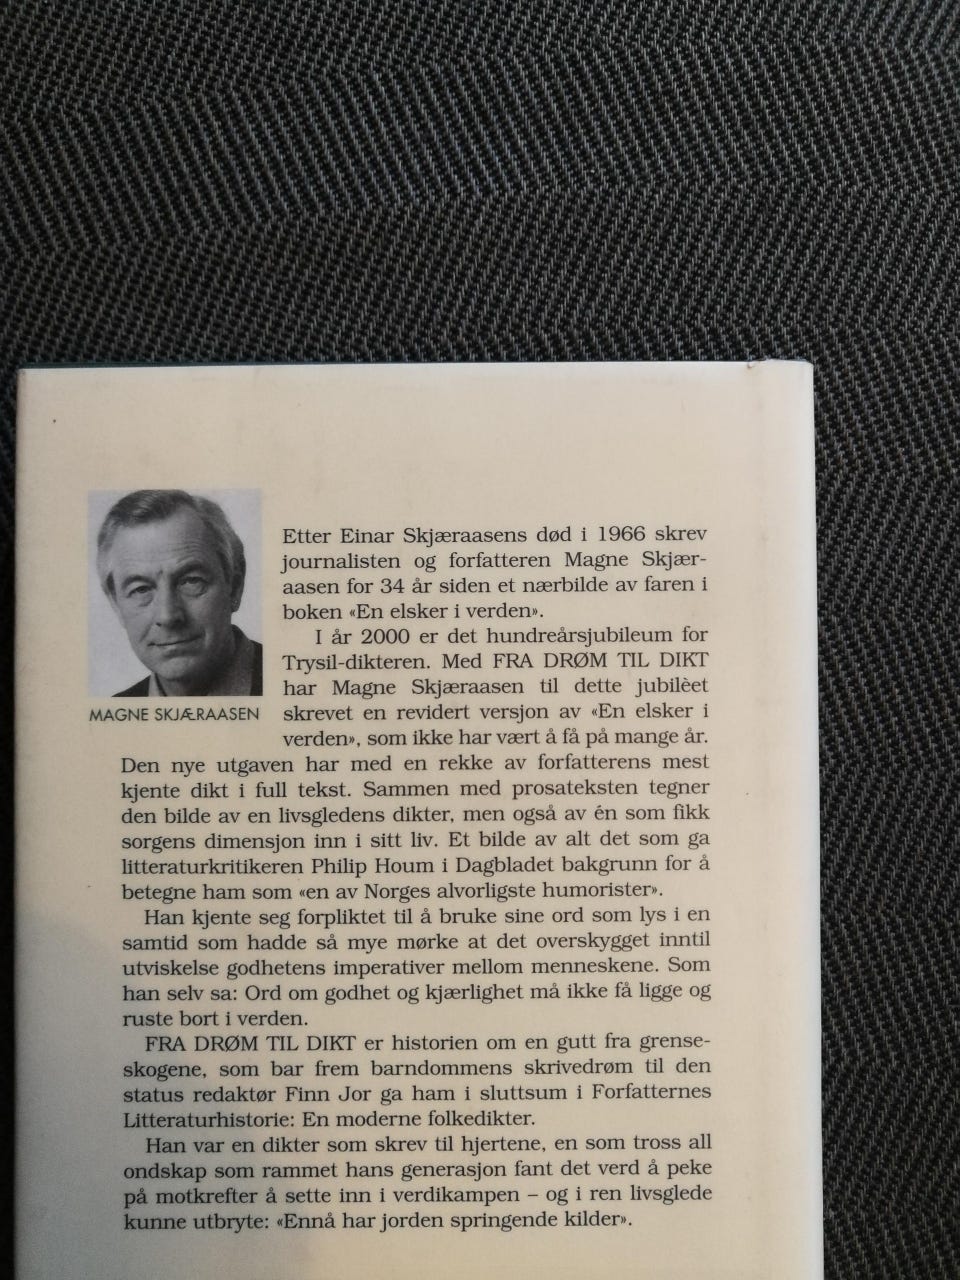 Etter Einar Skjæraasens død i 1966 skrev
journalisten og forfatteren Magne Skjær-
aasen for 34 år siden et nærbilde av faren i
boken «En elsker i verden».
I år 2000 er det hundreårsjubileum for
Trysil-dikteren. Med FRA DRØM TIL DIKT
har Magne Skjæraasen til dette jubilèet
skrevet en revidert versjon av «En elsker i
verden», som ikke har vært å få på mange år.
MAGNE SKJÆRAASEN
Den nye utgaven har med en rekke av forfatterens mest
kjente dikt i full tekst. Sammen med prosateksten tegner
den bilde av en livsgledens dikter, men også av én som fikk
sorgens dimensjon inn i sitt liv. Et bilde av alt det som ga
litteraturkritikeren Philip Houm i Dagbladet bakgrunn for å
betegne ham som «en av Norges alvorligste humorister».
Han kjente seg forpliktet til å bruke sine ord som lys i en
samtid som hadde så mye mørke at det overskygget inntil
utviskelse godhetens imperativer mellom menneskene. Som
han selv sa: Ord om godhet og kjærlighet må ikke få ligge og
ruste bort i verden.
FRA DRØM TIL DIKT er historien om en gutt fra grense-
skogene, som bar frem barndommens skrivedrøm til den
status redaktør Finn Jor ga ham i sluttsum i Forfatternes
Litteraturhistorie: En moderne folkedikter.
Han var en dikter som skrev til hjertene, en som tross all
ondskap som rammet hans generasjon fant det verd å peke
på motkrefter å sette inn i verdikampen – og i ren livsglede
kunne utbryte: «Ennå har jorden springende kilder».